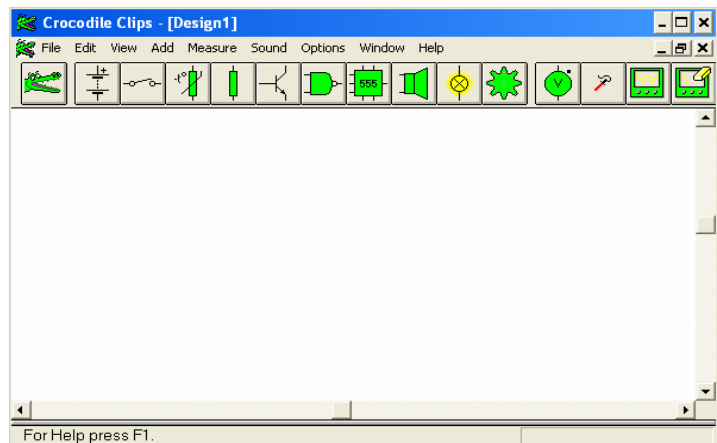 Crocodile Clips - [Design1]
File Edit View Add Measure Sound Options Window Help
-t° 555 V
For Help press F1.